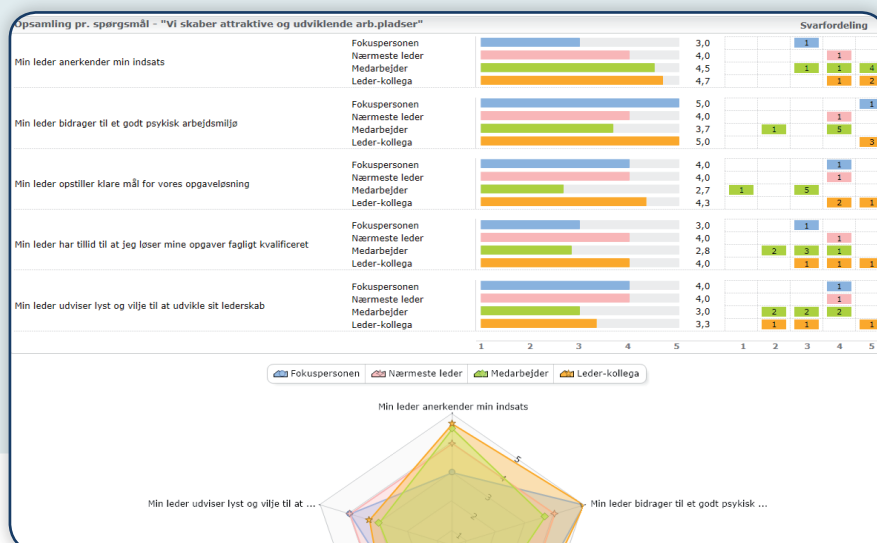 Opsamling pr. spørgsmål - "Vi skaber attraktive og udviklende arb.pladser" Svarfordeling
Min leder anerkender min indsats
Fokuspersonen 3,0 1
Nærmeste leder 4,0 1
Medarbejder 4,5 1 1 4
Leder-kollega 4,7 1 2
Min leder bidrager til et godt psykisk arbejdsmiljø
Fokuspersonen 5,0 1
Nærmeste leder 4,0 1
Medarbejder 3,7 1 5
Leder-kollega 5,0 3
Min leder opstiller klare mål for vores opgaveløsning
Fokuspersonen 4,0 1
Nærmeste leder 4,0 1
Medarbejder 2,7 1 5
Leder-kollega 4,3 2 1
Min leder har tillid til at jeg løser mine opgaver fagligt kvalificeret
Fokuspersonen 3,0 1
Nærmeste leder 4,0 1
Medarbejder 2,8 2 3 1
Leder-kollega 4,0 1 1 1
Min leder udviser lyst og vilje til at udvikle sit lederskab
Fokuspersonen 4,0 1
Nærmeste leder 4,0 1
Medarbejder 3,0 2 2 2
Leder-kollega 3,3 1 1 1
1 2 3 4 5 1 2 3 4 5
Fokuspersonen Nærmeste leder Medarbejder Leder-kollega
Min leder anerkender min indsats
5
4
3
Min leder udviser lyst og vilje til at ... Min leder bidrager til et godt psykisk ...
2
1